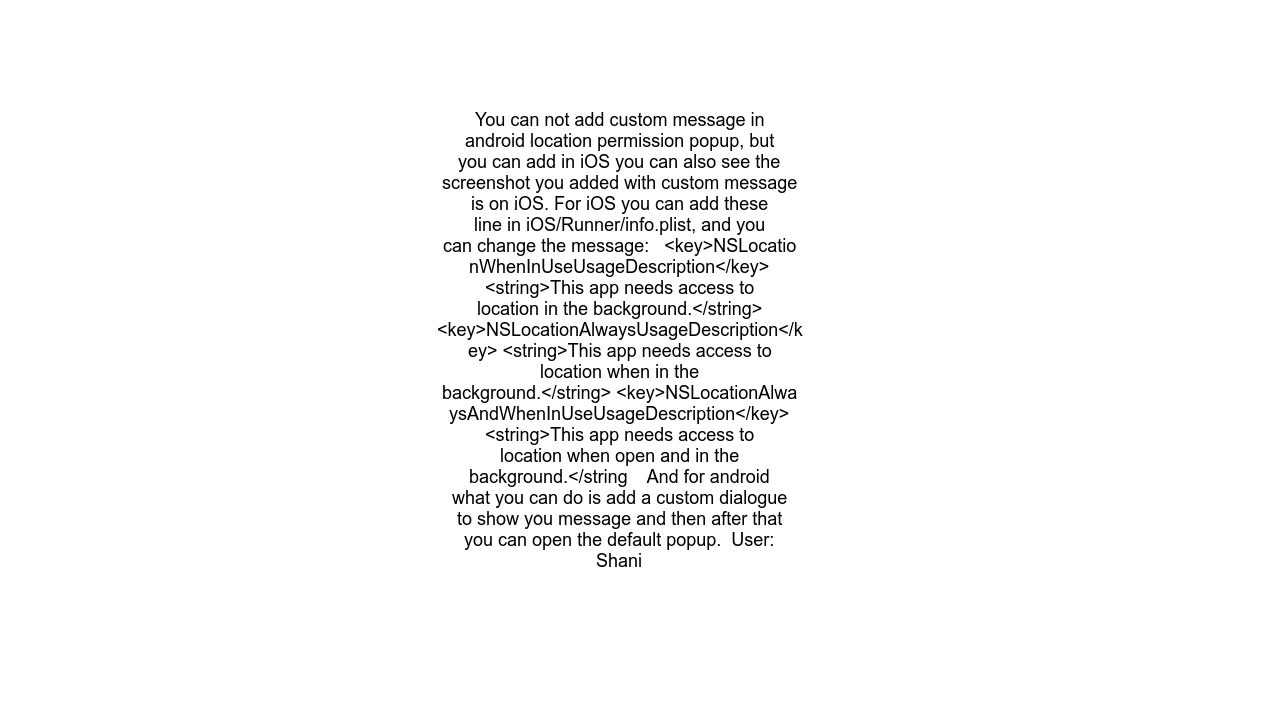 You can not add custom message in
android location permission popup, but
you can add in iOS you can also see the
screenshot you added with custom message
is on iOS. For iOS you can add these
line in iOS/Runner/info.plist, and you
can change the message:   <key>NSLocatio
nWhenInUseUsageDescription</key>
<string>This app needs access to
location in the background.</string>
<key>NSLocationAlwaysUsageDescription</k
ey> <string>This app needs access to
location when in the
background.</string> <key>NSLocationAlwa
ysAndWhenInUseUsageDescription</key>
<string>This app needs access to
location when open and in the
background.</string    And for android
what you can do is add a custom dialogue
to show you message and then after that
you can open the default popup.  User:
Shani